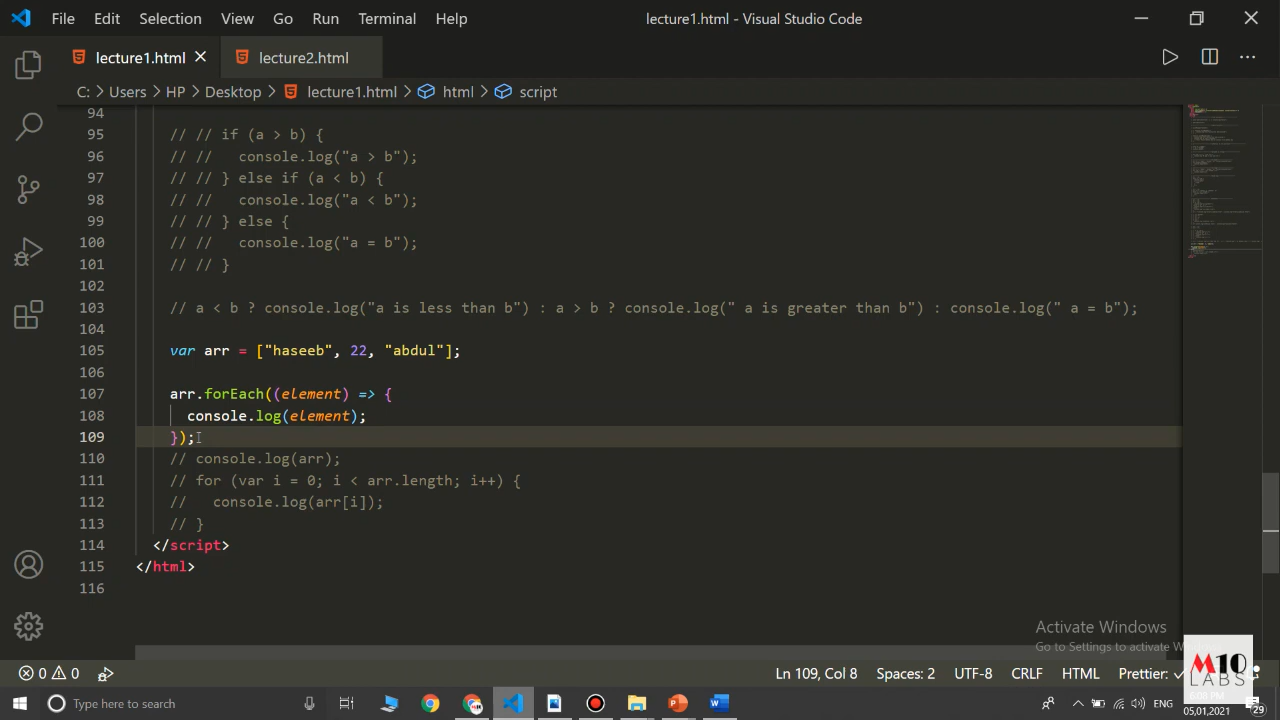 File Edit Selection View Go Run Terminal Help lecture1.html - Visual Studio Code
lecture1.html lecture2.html
C: > Users > HP > Desktop > lecture1.html > html > script
94
95 // // if (a > b) {
96 // //   console.log("a > b");
97 // // } else if (a < b) {
98 // //   console.log("a < b");
99 // // } else {
100 // //   console.log("a = b");
101 // // }
102
103 // a < b ? console.log("a is less than b") : a > b ? console.log(" a is greater than b") : console.log(" a = b");
104
105 var arr = ["haseeb", 22, "abdul"];
106
107 arr.forEach((element) => {
108   console.log(element);
109 });
110 // console.log(arr);
111 // for (var i = 0; i < arr.length; i++) {
112 //   console.log(arr[i]);
113 // }
114 </script>
115 </html>
116
Activate Windows
Go to Settings to activate W
M10
LABS
0 0 Ln 109, Col 8 Spaces: 2 UTF-8 CRLF HTML Prettier: ✓
Type here to search ENG 05.01.2021 29